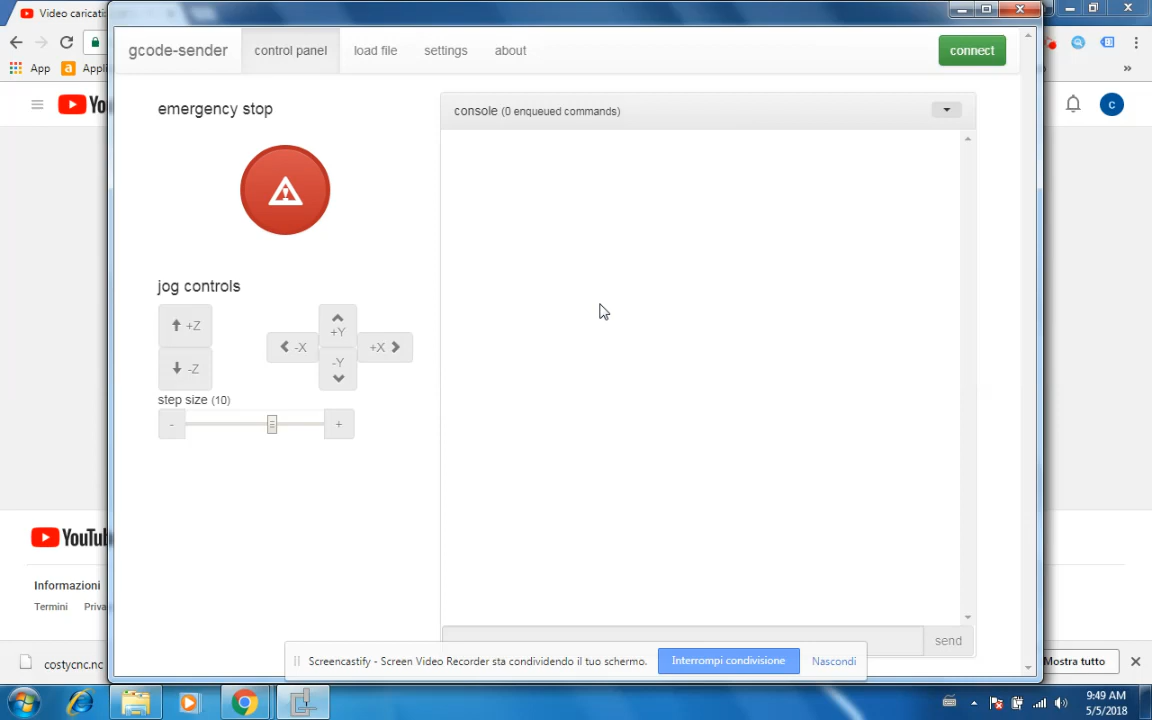 Video caricati
App
Appli
gcode-sender
control panel
load file
settings
about
connect
emergency stop
console (0 enqueued commands)
jog controls
+Z
-Z
+Y
-X
+X
-Y
step size (10)
-
+
send
c
YouTu
Informazioni
Termini
Priva
Screencastify - Screen Video Recorder sta condividendo il tuo schermo.
Interrompi condivisione
Nascondi
costycnc.nc
Mostra tutto
9:49 AM
5/5/2018